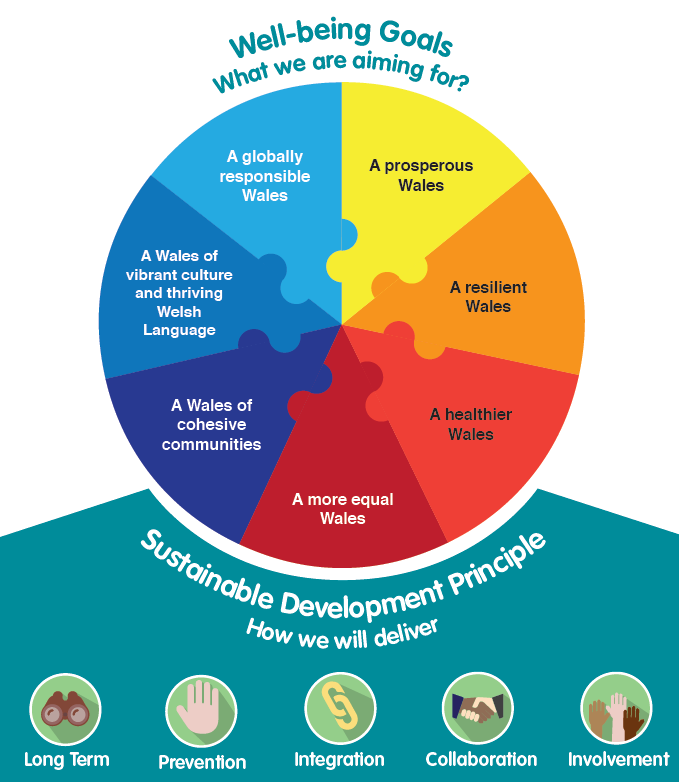 Well-being Goals
What we are aiming for?
A globally
responsible
Wales
A prosperous
Wales
A Wales of
vibrant culture
and thriving
Welsh
Language
A resilient
Wales
A Wales of
cohesive
communities
A healthier
Wales
A more equal
Wales
Sustainable Development Principle
How we will deliver
Long Term
Prevention
Integration
Collaboration
Involvement